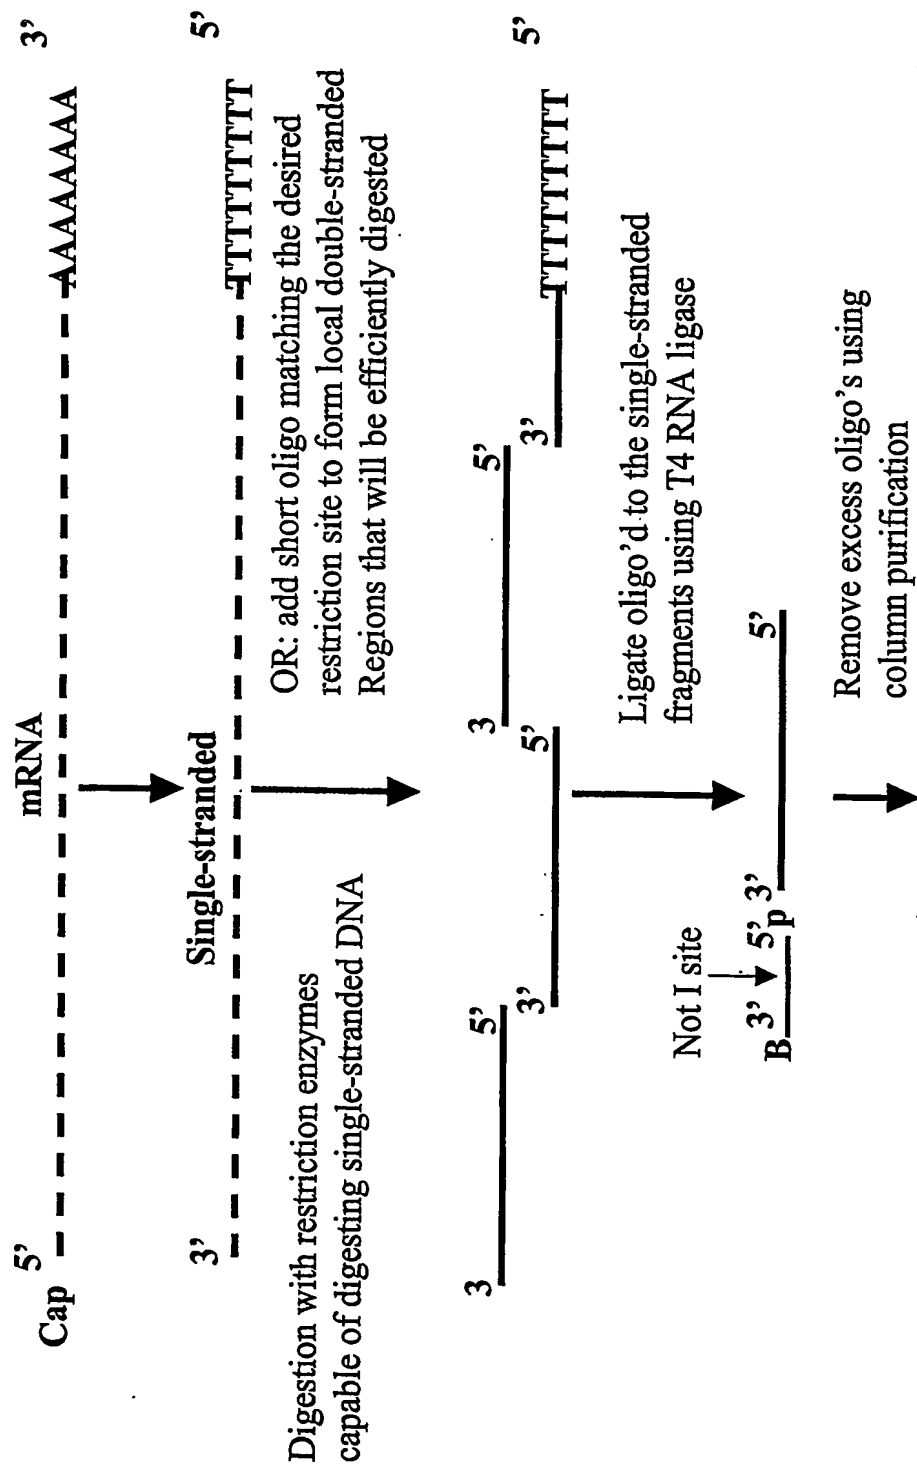 mRNA
5’ 3’
Cap AAAAAAAA
Single-stranded
3’ TTTTTTTTT 5’
Digestion with restriction enzymes
capable of digesting single-stranded DNA
OR: add short oligo matching the desired
restriction site to form local double-stranded
Regions that will be efficiently digested
3 5’ 3 5’
3’ 5’ 3’ TTTTTTTTT 5’
Ligate oligo’d to the single-stranded
fragments using T4 RNA ligase
Not I site
B 3’ 5’ p 3’ 5’
Remove excess oligo’s using
column purification